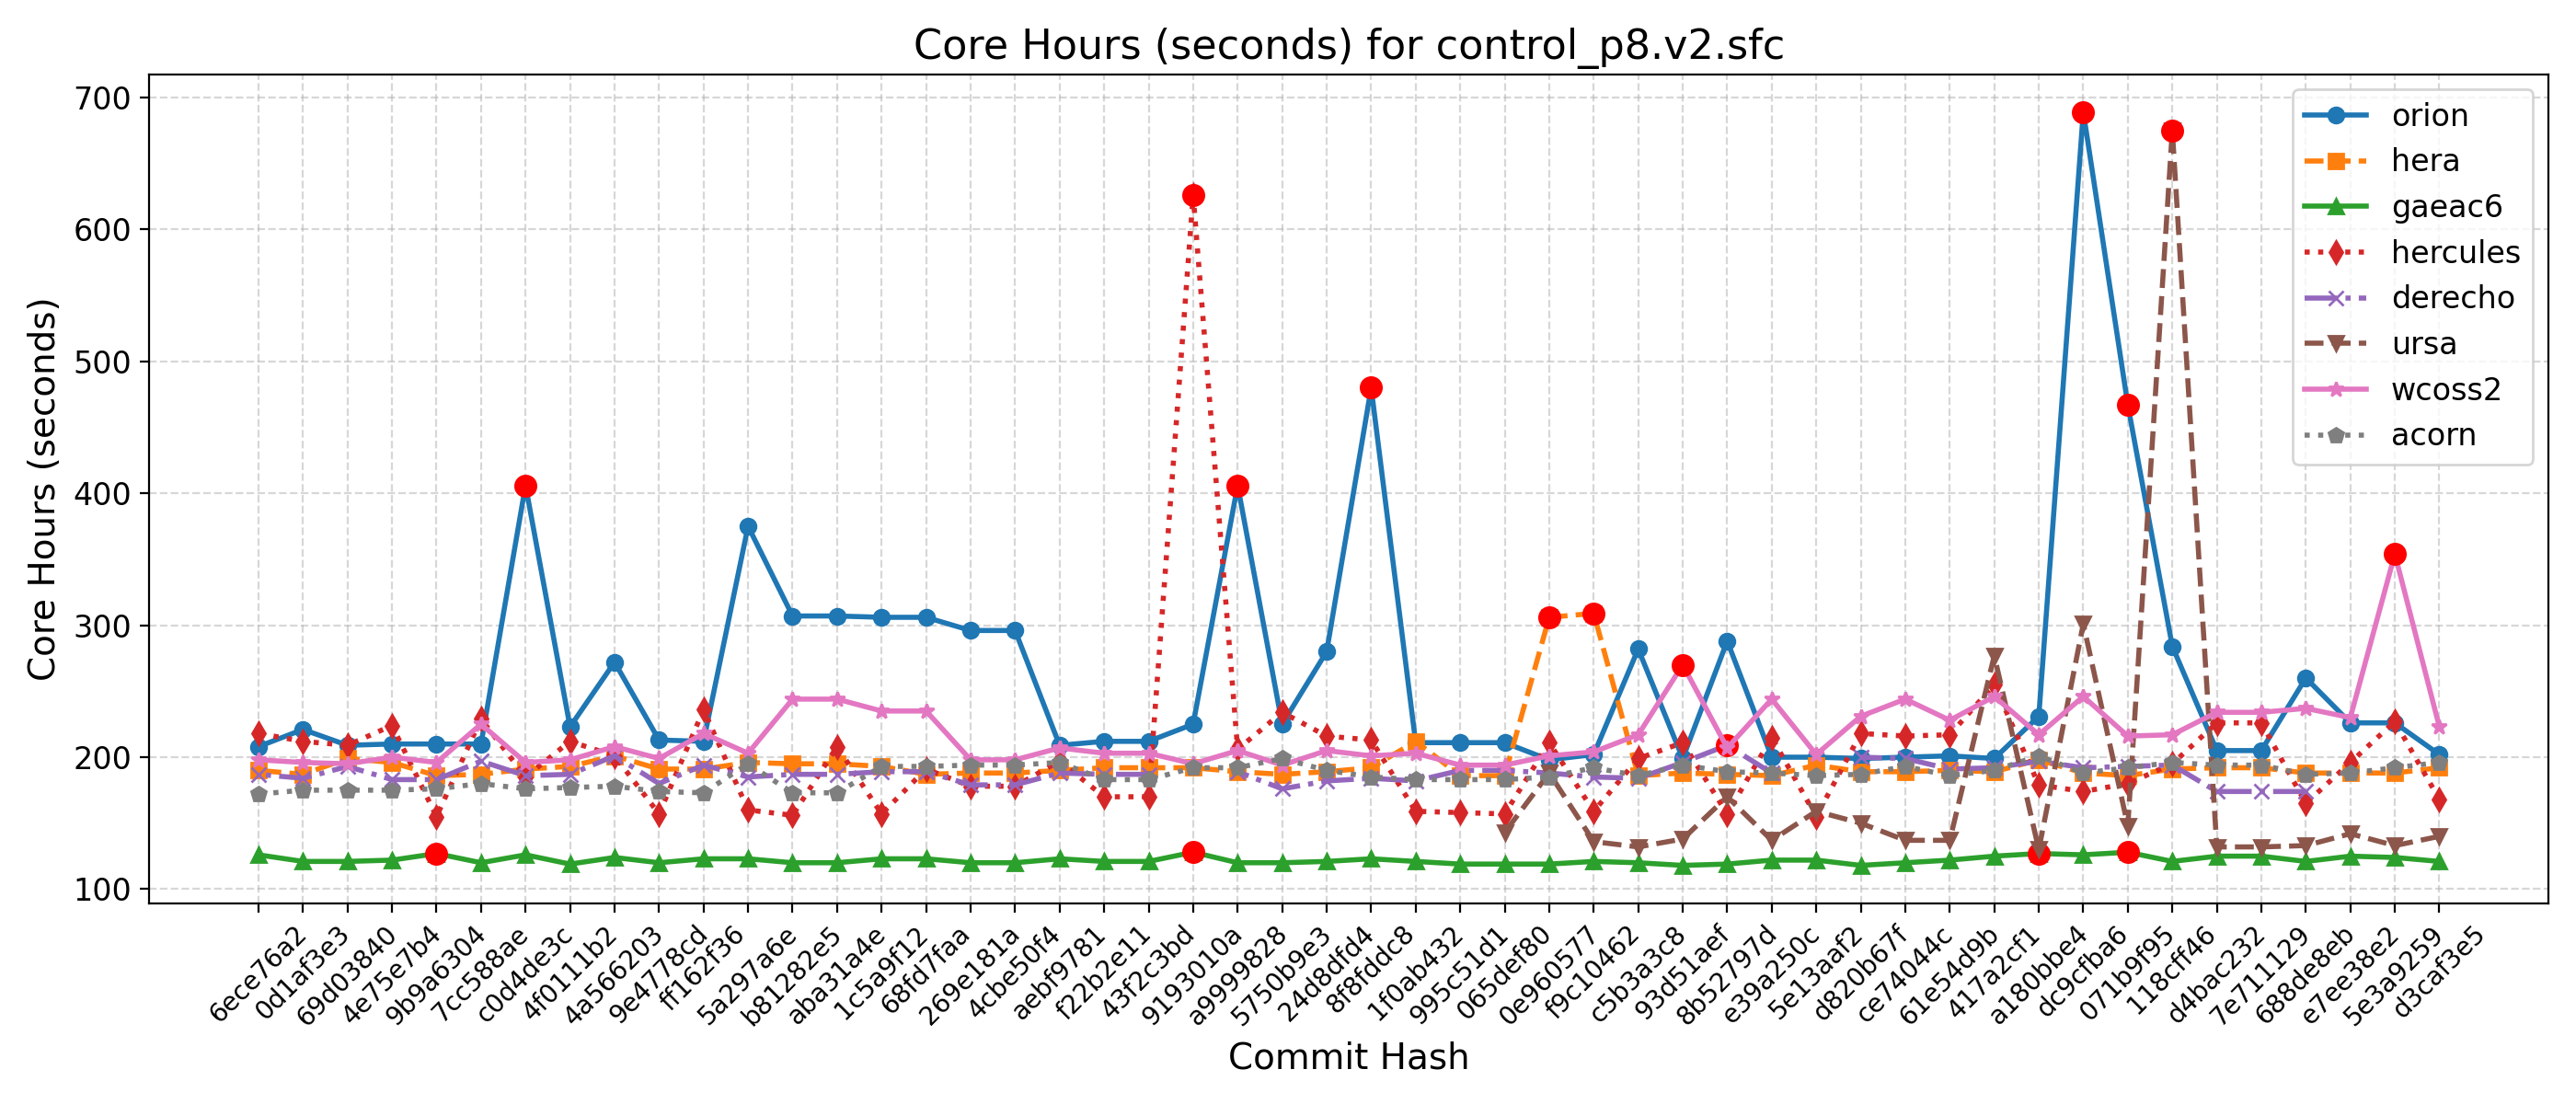 Core Hours (seconds) for control_p8.v2.sfc
Core Hours (seconds)
700
600
500
400
300
200
100
orion
hera
gaeac6
hercules
derecho
ursa
wcoss2
acorn
6ece76a2
0d1af3e3
69d03840
4e75e7b4
9b9a6304
7cc588ae
c0d4de3c
4f0111b2
4a566203
9e4778cd
ff162f36
5a297a6e
b81282e5
aba31a4e
1c5a9f12
68fd7faa
269e181a
4cbe50f4
aebf9781
f22b2e11
43f2c3bd
9193010a
a9999828
5750b9e3
24d8dfd4
8f8fddc8
1f0ab432
995c51d1
065def80
0e960577
f9c10462
c5b3a3c8
93d51aef
8b52797d
e39a250c
5e13aaf2
d820b67f
ce74044c
61e54d9b
417a2cf1
a180bbe4
dc9cfba6
071b9f95
118cff46
d4bac232
7e711129
688de8eb
e7ee38e2
5e3a9259
d3caf3e5
Commit Hash